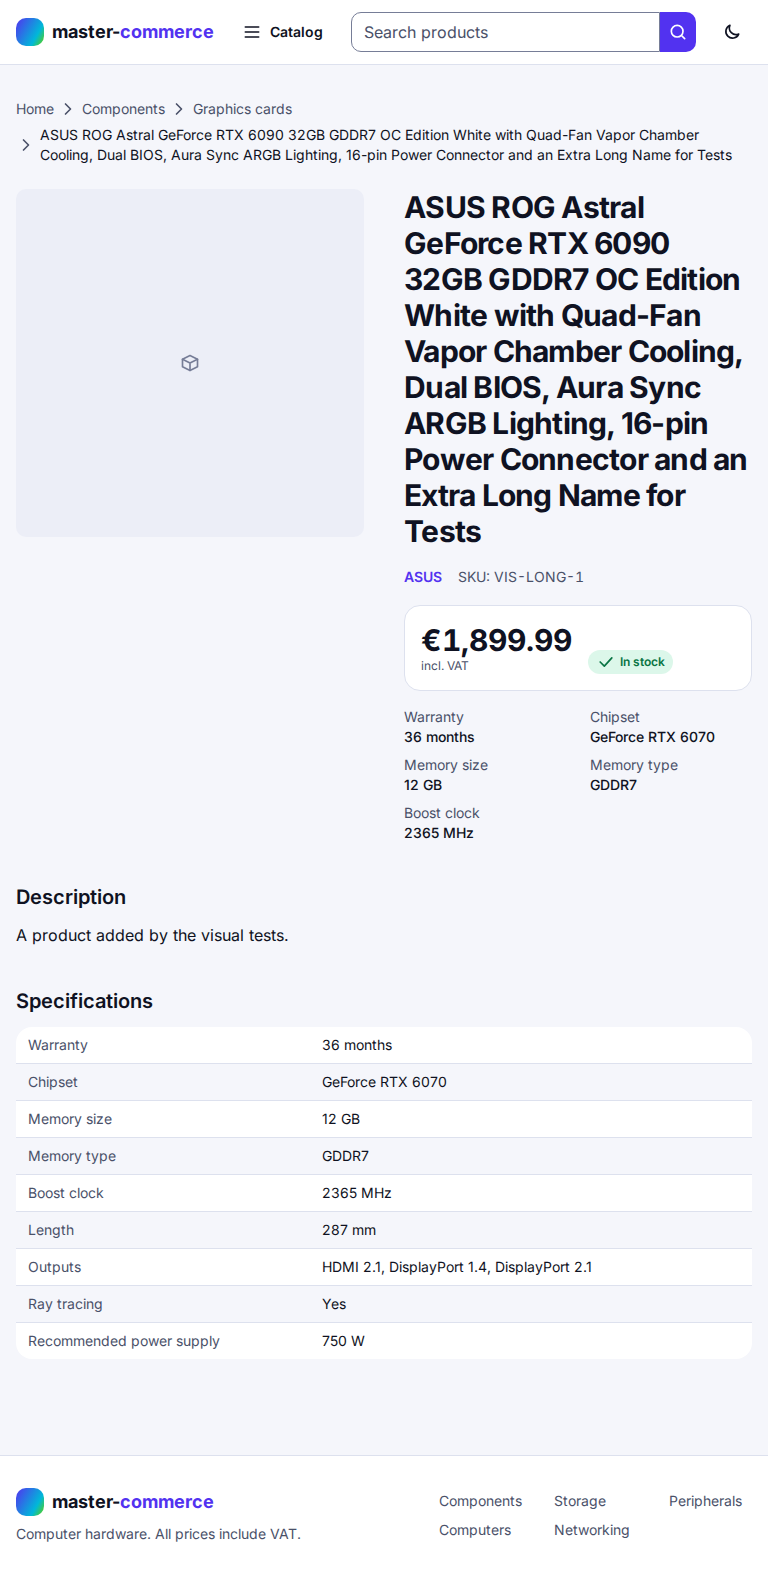 master-commerce
Catalog
Search products
Home
Components
Graphics cards
ASUS ROG Astral GeForce RTX 6090 32GB GDDR7 OC Edition White with Quad-Fan Vapor Chamber
Cooling, Dual BIOS, Aura Sync ARGB Lighting, 16-pin Power Connector and an Extra Long Name for Tests
ASUS ROG Astral
GeForce RTX 6090
32GB GDDR7 OC Edition
White with Quad-Fan
Vapor Chamber Cooling,
Dual BIOS, Aura Sync
ARGB Lighting, 16-pin
Power Connector and an
Extra Long Name for
Tests
ASUS SKU: VIS-LONG-1
€1,899.99
incl. VAT
In stock
Warranty
36 months
Chipset
GeForce RTX 6070
Memory size
12 GB
Memory type
GDDR7
Boost clock
2365 MHz
Description
A product added by the visual tests.
Specifications
Warranty 36 months
Chipset GeForce RTX 6070
Memory size 12 GB
Memory type GDDR7
Boost clock 2365 MHz
Length 287 mm
Outputs HDMI 2.1, DisplayPort 1.4, DisplayPort 2.1
Ray tracing Yes
Recommended power supply 750 W
master-commerce
Computer hardware. All prices include VAT.
Components Storage Peripherals
Computers Networking